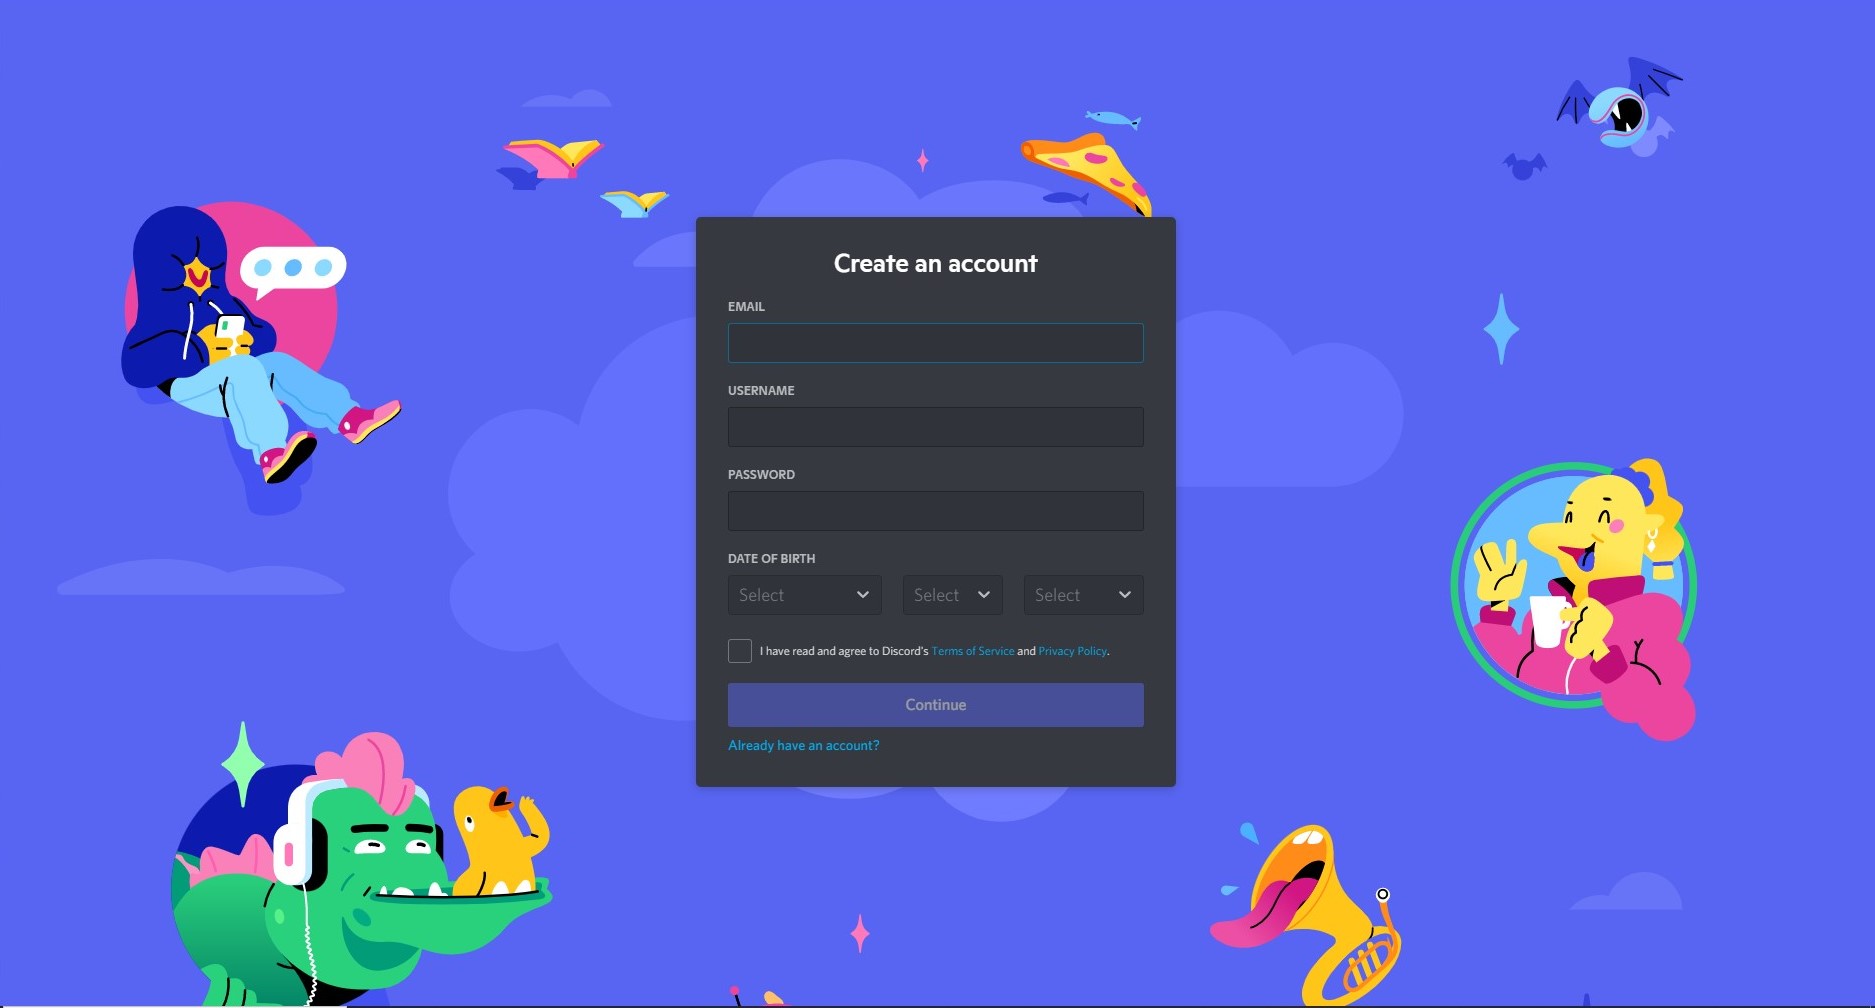 Create an account
EMAIL
USERNAME
PASSWORD
DATE OF BIRTH
Select Select Select
I have read and agree to Discord's Terms of Service and Privacy Policy.
Continue
Already have an account?